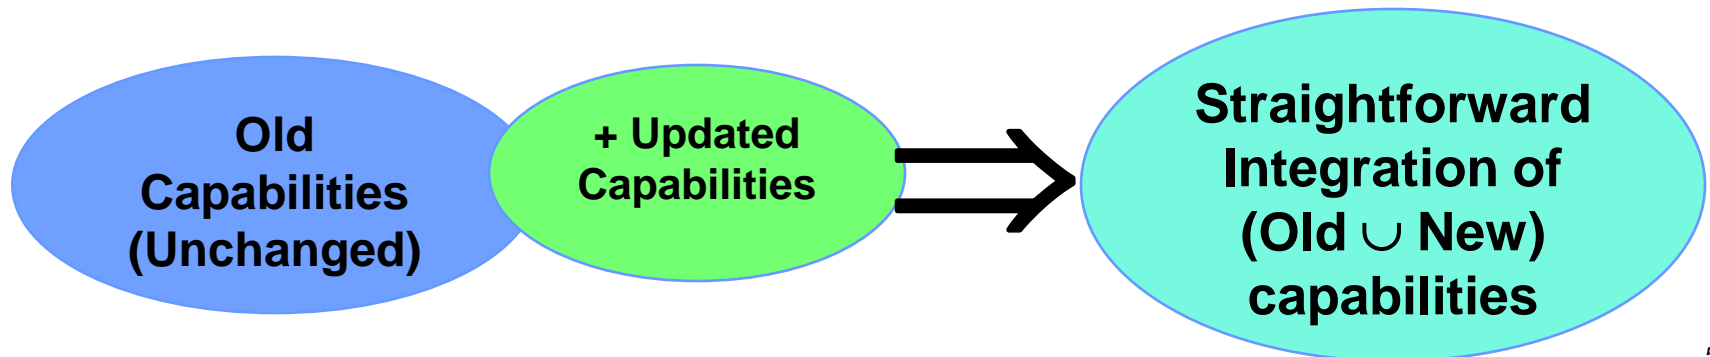 Old
Capabilities
(Unchanged)
+ Updated
Capabilities
Straightforward
Integration of
(Old ∪ New)
capabilities